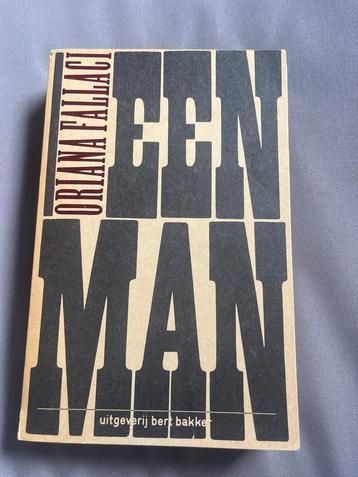 ORIANA FALLACI
EEN
MAN
uitgeverij bert bakker